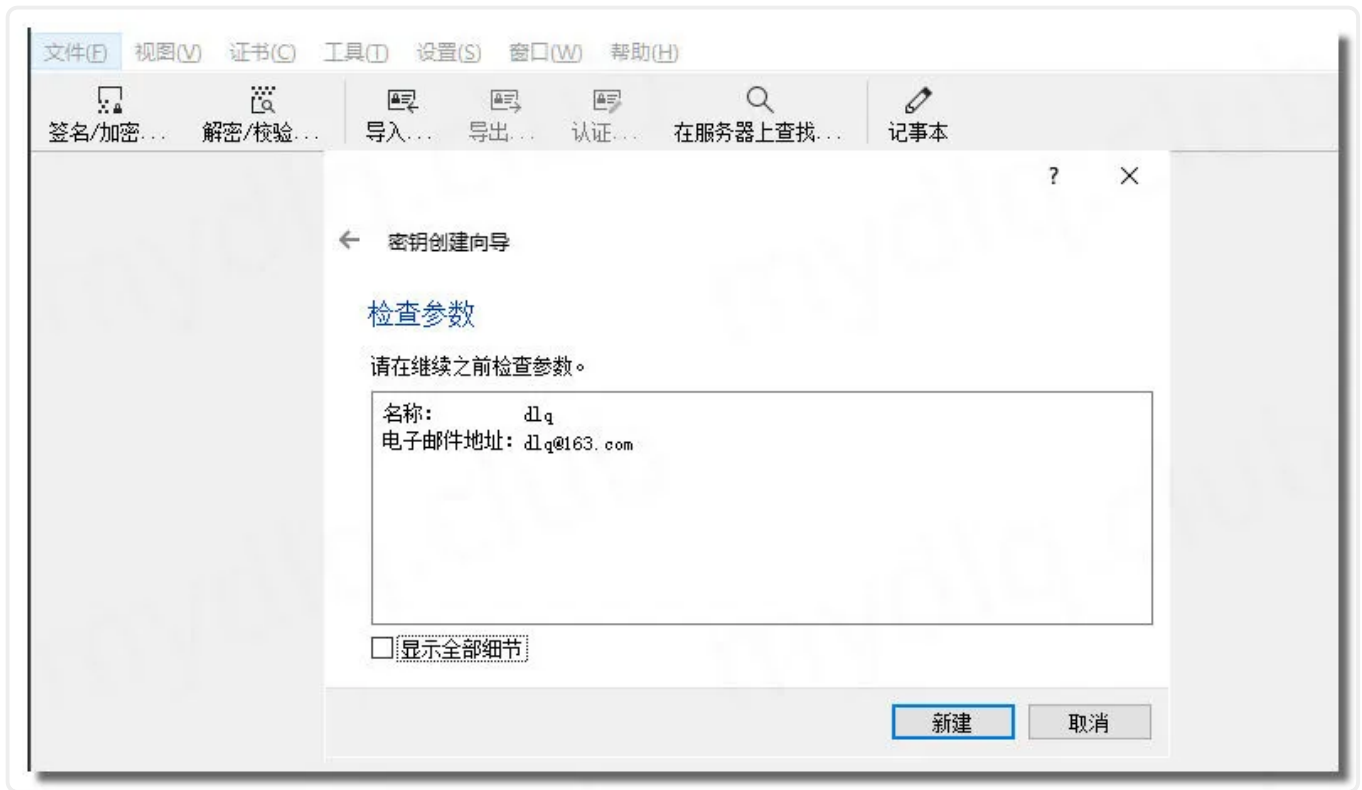 文件(F) 视图(V) 证书(C) 工具(T) 设置(S) 窗口(W) 帮助(H)
签名/加密... 解密/校验... 导入... 导出... 认证... 在服务器上查找... 记事本
?
密钥创建向导
检查参数
请在继续之前检查参数。
名称: dlq
电子邮件地址: dlq@163.com
显示全部细节
新建 取消